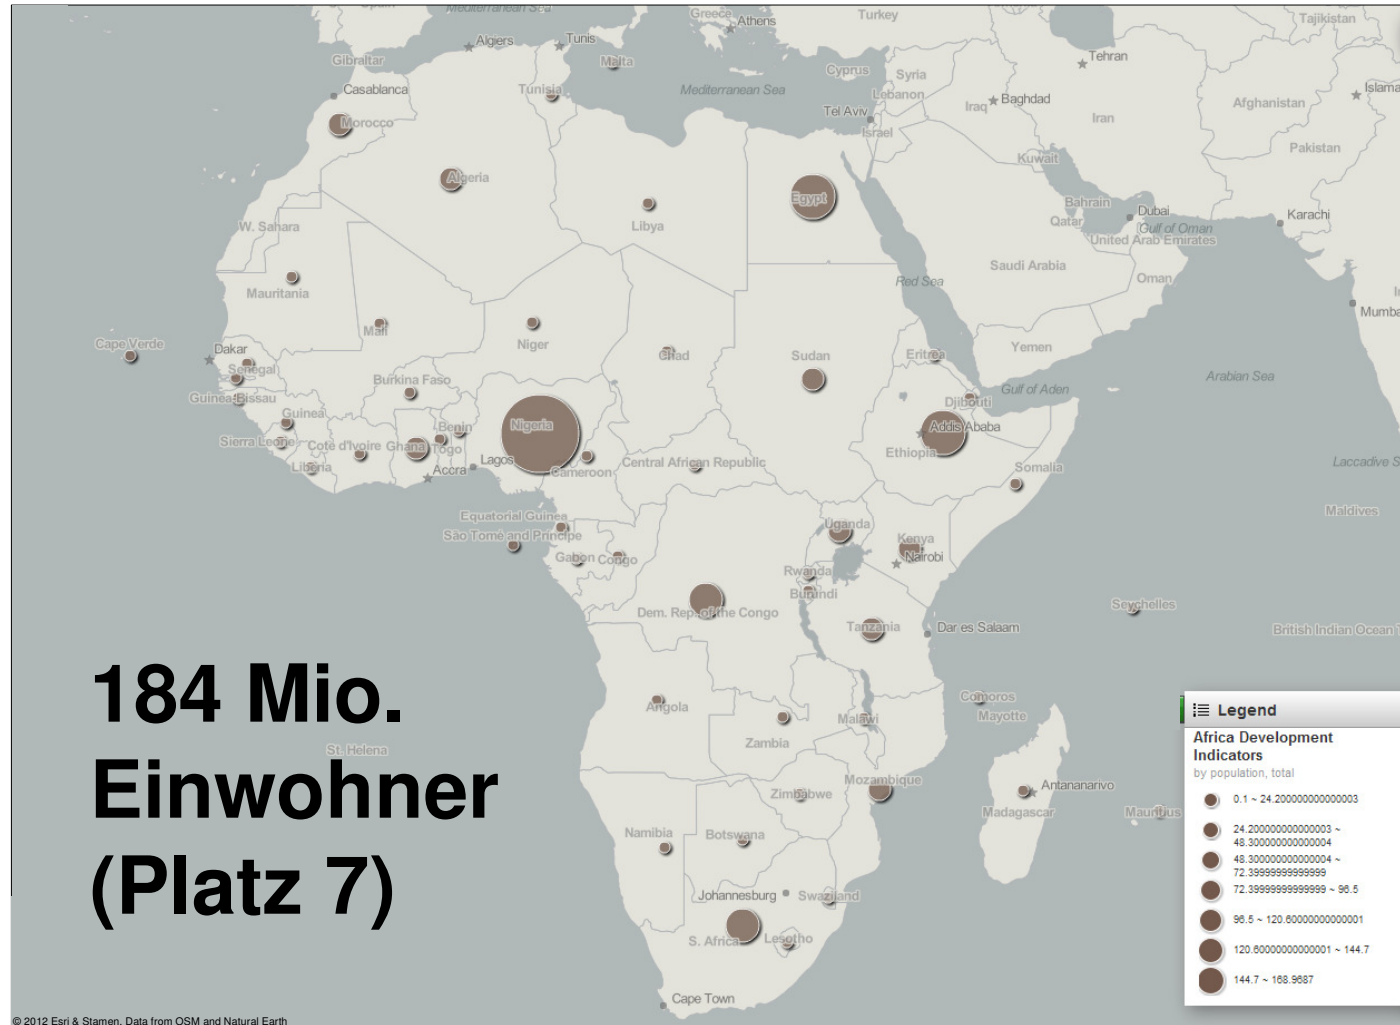 Spain
Mediterranean Sea
Greece
Athens
Turkey
Tajikistan
Algiers
Tunis
Gibraltar
Malta
Cyprus
Syria
Tehran
Casablanca
Tunisia
Mediterranean Sea
Lebanon
Iraq
Baghdad
Afghanistan
Islama
Tel Aviv
Israel
Iran
Morocco
Pakistan
Kuwait
Algeria
Egypt
Bahrain
Qatar
Dubai
Gulf of Oman
Karachi
W. Sahara
Libya
United Arab Emirates
Saudi Arabia
Oman
Red Sea
Mauritania
Mumba
Mali
Niger
Chad
Sudan
Eritrea
Yemen
Cape Verde
Dakar
Senegal
Burkina Faso
Gulf of Aden
Arabian Sea
Guinea-Bissau
Djibouti
Guinea
Benin
Nigeria
Addis Ababa
Sierra Leone
Cote d'Ivoire
Ghana
Togo
Ethiopia
Liberia
Accra
Lagos
Cameroon
Central African Republic
Somalia
Laccadive S
Equatorial Guinea
São Tomé and Principe
Uganda
Kenya
Nairobi
Maldives
Gabon
Congo
Rwanda
Burundi
Dem. Rep. of the Congo
Tanzania
Dar es Salaam
Seychelles
British Indian Ocean T
184 Mio.
Einwohner
(Platz 7)
St. Helena
Angola
Zambia
Malawi
Comoros
Mayotte
Mozambique
Zimbabwe
Antananarivo
Madagascar
Mauritius
Namibia
Botswana
Johannesburg
Swaziland
S. Africa
Lesotho
Cape Town
Legend
Africa Development
Indicators
by population, total
0.1 ~ 24.200000000000003
24.200000000000003 ~
48.300000000000004
48.300000000000004 ~
72.39999999999999
72.3999999999999 ~ 96.5
96.5 ~ 120.60000000000001
120.60000000000001 ~ 144.7
144.7 ~ 168.9687
© 2012 Esri & Stamen, Data from OSM and Natural Earth